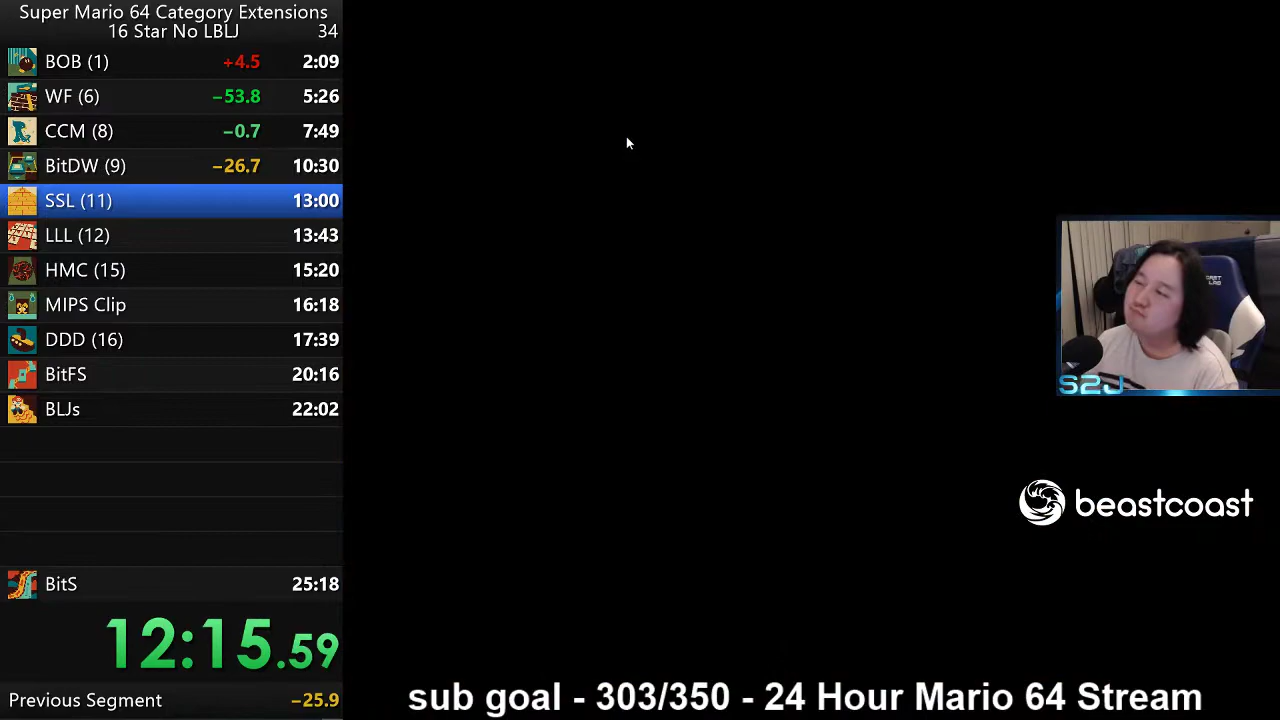 Super Mario 64 Category Extensions
16 Star No LBLJ 34
BOB (1) +4.5 2:09
WF (6) −53.8 5:26
CCM (8) −0.7 7:49
BitDW (9) −26.7 10:30
SSL (11) 13:00
LLL (12) 13:43
HMC (15) 15:20
MIPS Clip 16:18
DDD (16) 17:39
BitFS 20:16
BLJs 22:02
BitS 25:18
12:15.59
Previous Segment −25.9
S2J
beastcoast
sub goal - 303/350 - 24 Hour Mario 64 Stream